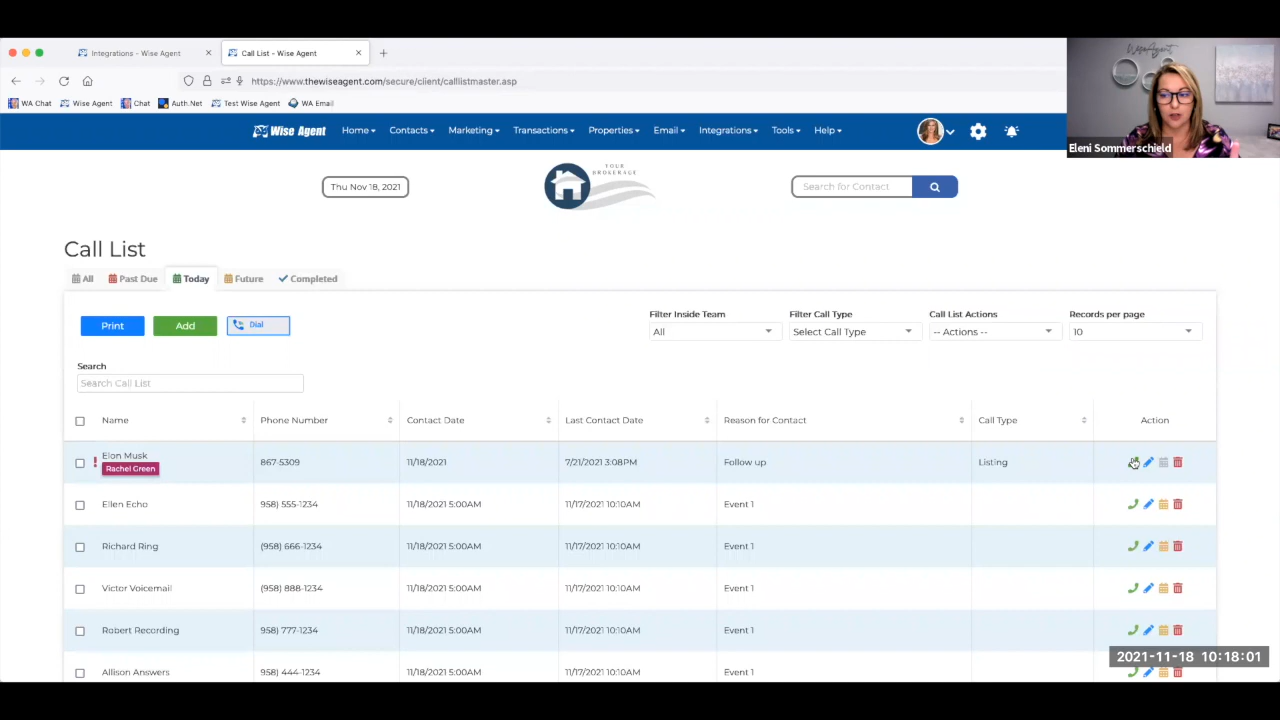 Integrations - Wise Agent
Call List - Wise Agent
https://www.thewiseagent.com/secure/client/calllistmaster.asp
WA Chat Wise Agent Chat Auth.Net Test Wise Agent WA Email
Wise Agent Home Contacts Marketing Transactions Properties Email Integrations Tools Help
Wise Agent
Eleni Sommerschield
Thu Nov 18, 2021
YOUR
BROKERAGE
Search for Contact
Call List
All Past Due Today Future Completed
Print Add Dial
Filter Inside Team Filter Call Type Call List Actions Records per page
All Select Call Type -- Actions -- 10
Search
Search Call List
Name Phone Number Contact Date Last Contact Date Reason for Contact Call Type Action
! Elon Musk 867-5309 11/18/2021 7/21/2021 3:08PM Follow up Listing
Rachel Green
Ellen Echo 958) 555-1234 11/18/2021 5:00AM 11/17/2021 10:10AM Event 1
Richard Ring (958) 666-1234 11/18/2021 5:00AM 11/17/2021 10:10AM Event 1
Victor Voicemail (958) 888-1234 11/18/2021 5:00AM 11/17/2021 10:10AM Event 1
Robert Recording 958) 777-1234 11/18/2021 5:00AM 11/17/2021 10:10AM Event 1
Allison Answers 958) 444-1234 11/18/2021 5:00AM 11/17/2021 10:10AM Event 1
2021-11-18 10:18:01